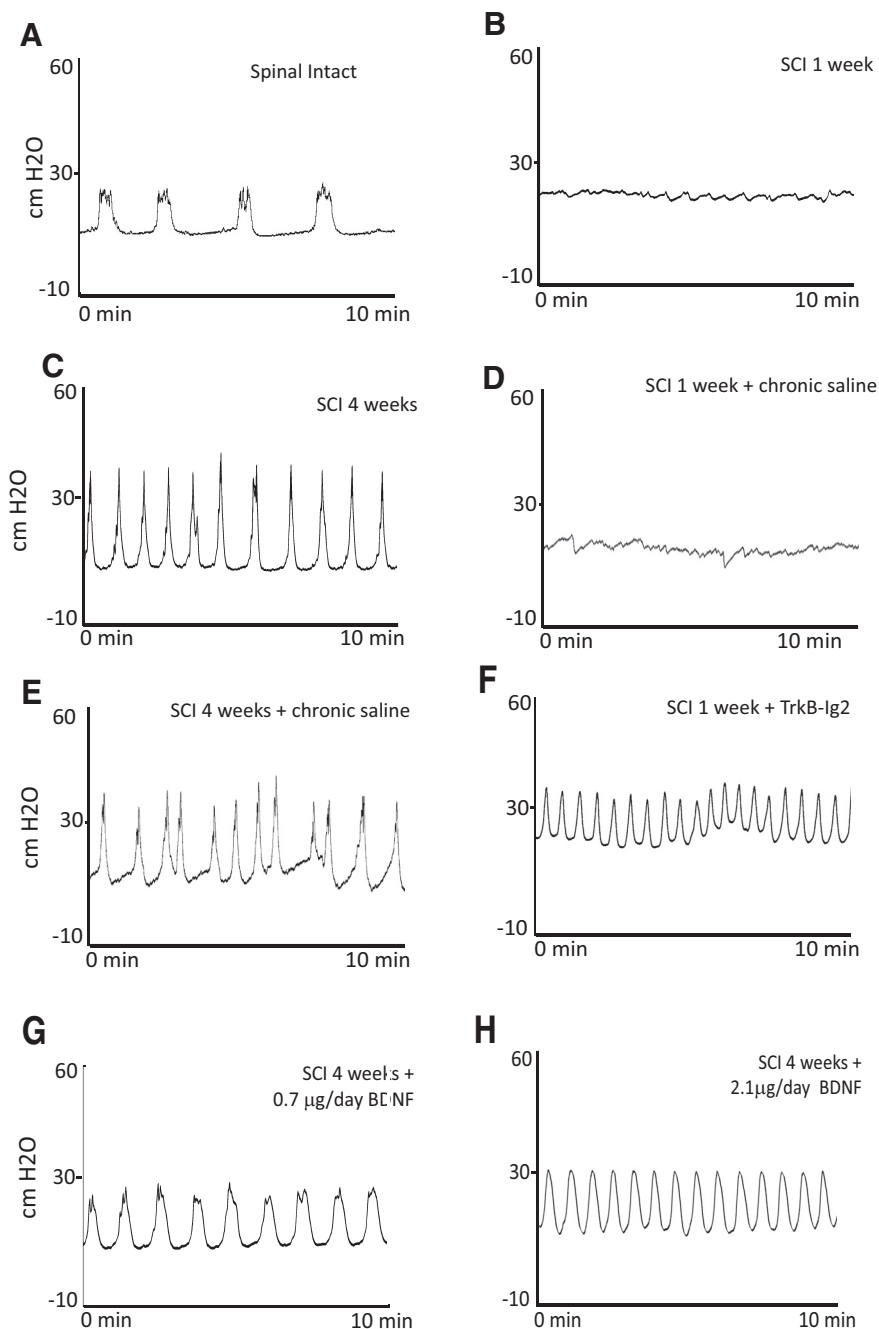 A
Spinal Intact
60
30
-10
cm H2O
0 min 10 min
B
SCI 1 week
60
30
-10
0 min 10 min
C
SCI 4 weeks
60
30
-10
cm H2O
0 min 10 min
D
SCI 1 week + chronic saline
60
30
-10
0 min 10 min
E
SCI 4 weeks + chronic saline
60
30
-10
cm H2O
0 min 10 min
F
SCI 1 week + TrkB-Ig2
60
30
-10
0 min 10 min
G
SCI 4 weeks +
0.7 µg/day BDNF
60
30
-10
cm H2O
0 min 10 min
H
SCI 4 weeks +
2.1µg/day BDNF
60
30
-10
0 min 10 min